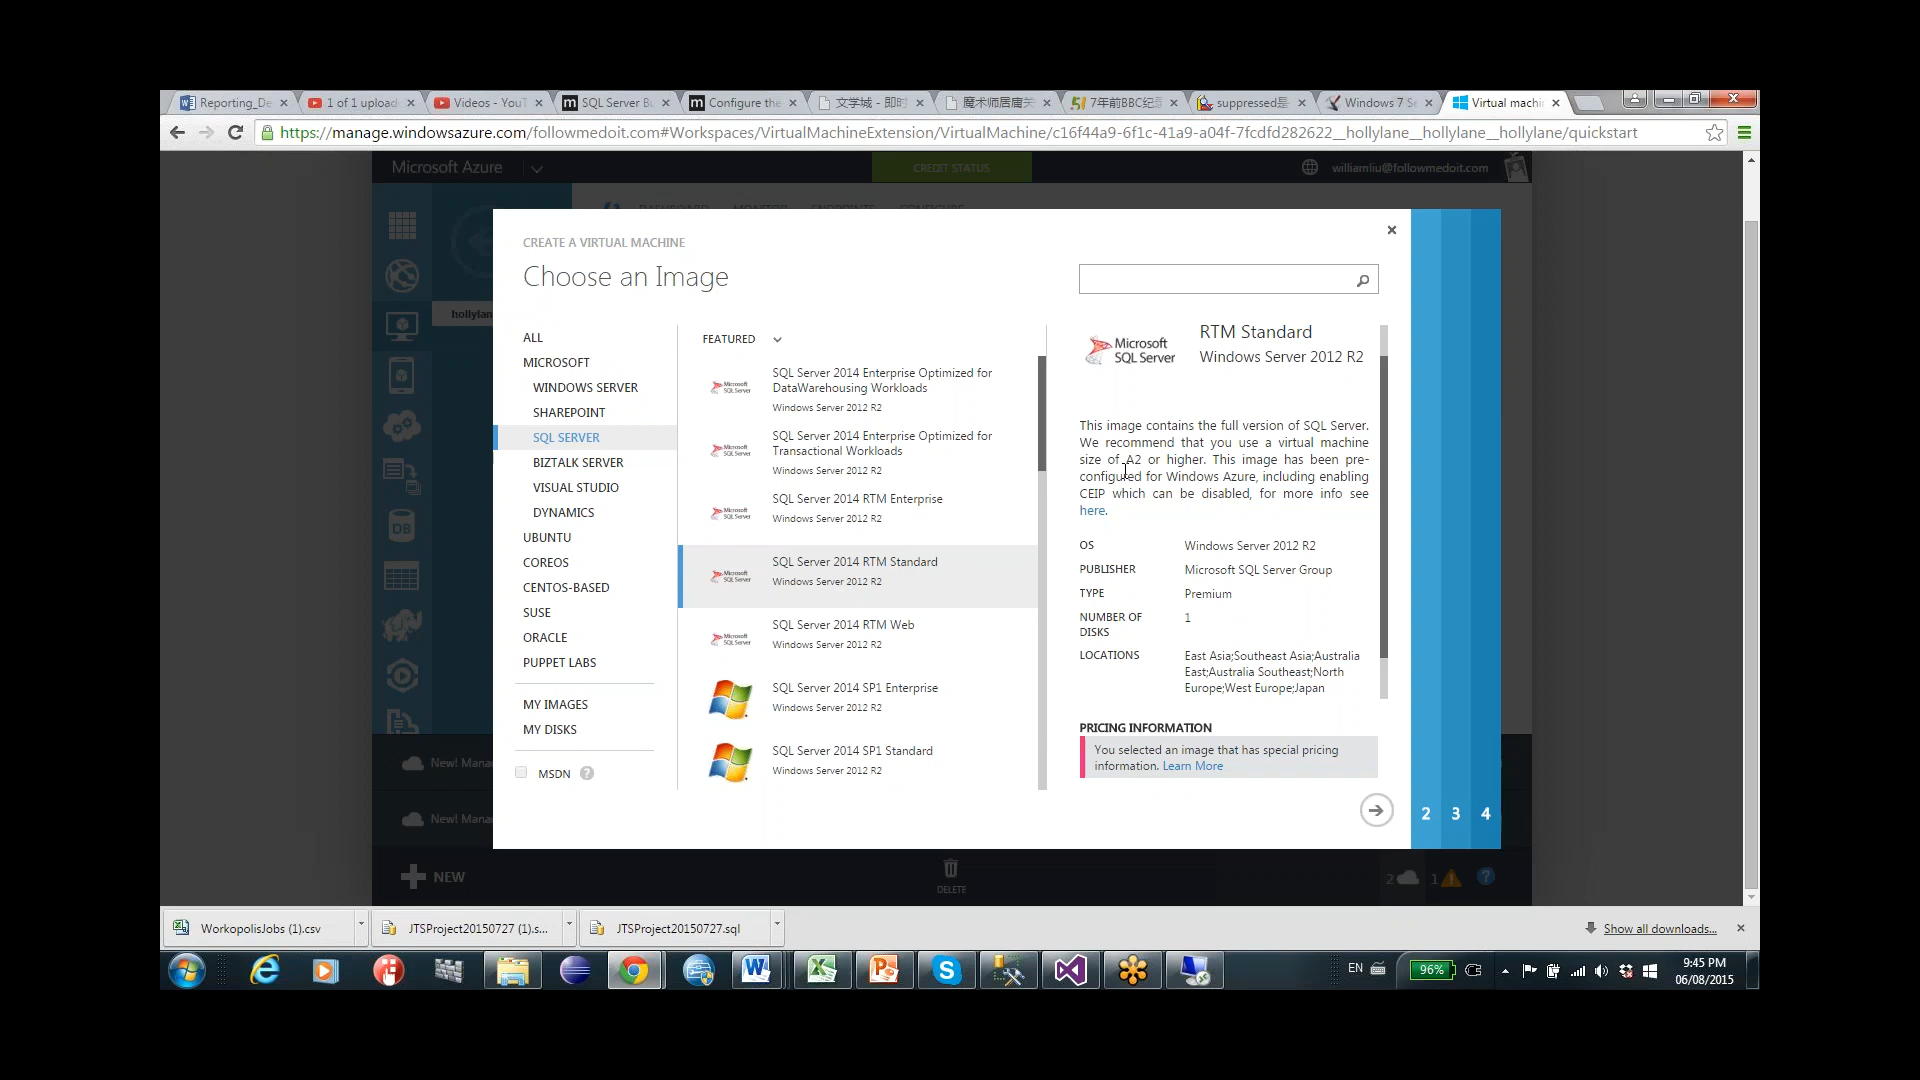 Reporting_De
1 of 1 upload
Videos - YouT
SQL Server Bu
Configure the
文学城 - 即时
7年前BBC纪
suppressed是
Windows 7 Se
Virtual machin
https://manage.windowsazure.com/followmedoit.com#Workspaces/VirtualMachineExtension/VirtualMachine/c16f44a9-6f1c-41a9-a04f-7fcdfd282622__hollylane__hollylane__hollylane/quickstart
Microsoft Azure
CREDIT STATUS
williamliu@followmedoit.com
DASHBOARD MONITOR ENDPOINTS CONFIGURE
CREATE A VIRTUAL MACHINE
Choose an Image
hollylan
ALL
MICROSOFT
WINDOWS SERVER
SHAREPOINT
SQL SERVER
BIZTALK SERVER
VISUAL STUDIO
DYNAMICS
UBUNTU
COREOS
CENTOS-BASED
SUSE
ORACLE
PUPPET LABS
MY IMAGES
MY DISKS
MSDN
?
FEATURED
SQL Server 2014 Enterprise Optimized for
DataWarehousing Workloads
Windows Server 2012 R2
SQL Server 2014 Enterprise Optimized for
Transactional Workloads
Windows Server 2012 R2
SQL Server 2014 RTM Enterprise
Windows Server 2012 R2
SQL Server 2014 RTM Standard
Windows Server 2012 R2
SQL Server 2014 RTM Web
Windows Server 2012 R2
SQL Server 2014 SP1 Enterprise
Windows Server 2012 R2
SQL Server 2014 SP1 Standard
Windows Server 2012 R2
Microsóft
SQL Server
RTM Standard
Windows Server 2012 R2
This image contains the full version of SQL Server.
We recommend that you use a virtual machine
size of A2 or higher. This image has been pre-
configured for Windows Azure, including enabling
CEIP which can be disabled, for more info see
here.
OS Windows Server 2012 R2
PUBLISHER Microsoft SQL Server Group
TYPE Premium
NUMBER OF DISKS 1
LOCATIONS East Asia;Southeast Asia;Australia
East;Australia Southeast;North
Europe;West Europe;Japan
PRICING INFORMATION
You selected an image that has special pricing
information. Learn More
2 3 4
New! Mana
New! Mana
NEW
DELETE
2
1
?
WorkopolisJobs (1).csv
JTSProject20150727 (1).s...
JTSProject20150727.sql
Show all downloads...
EN
96%
9:45 PM
06/08/2015